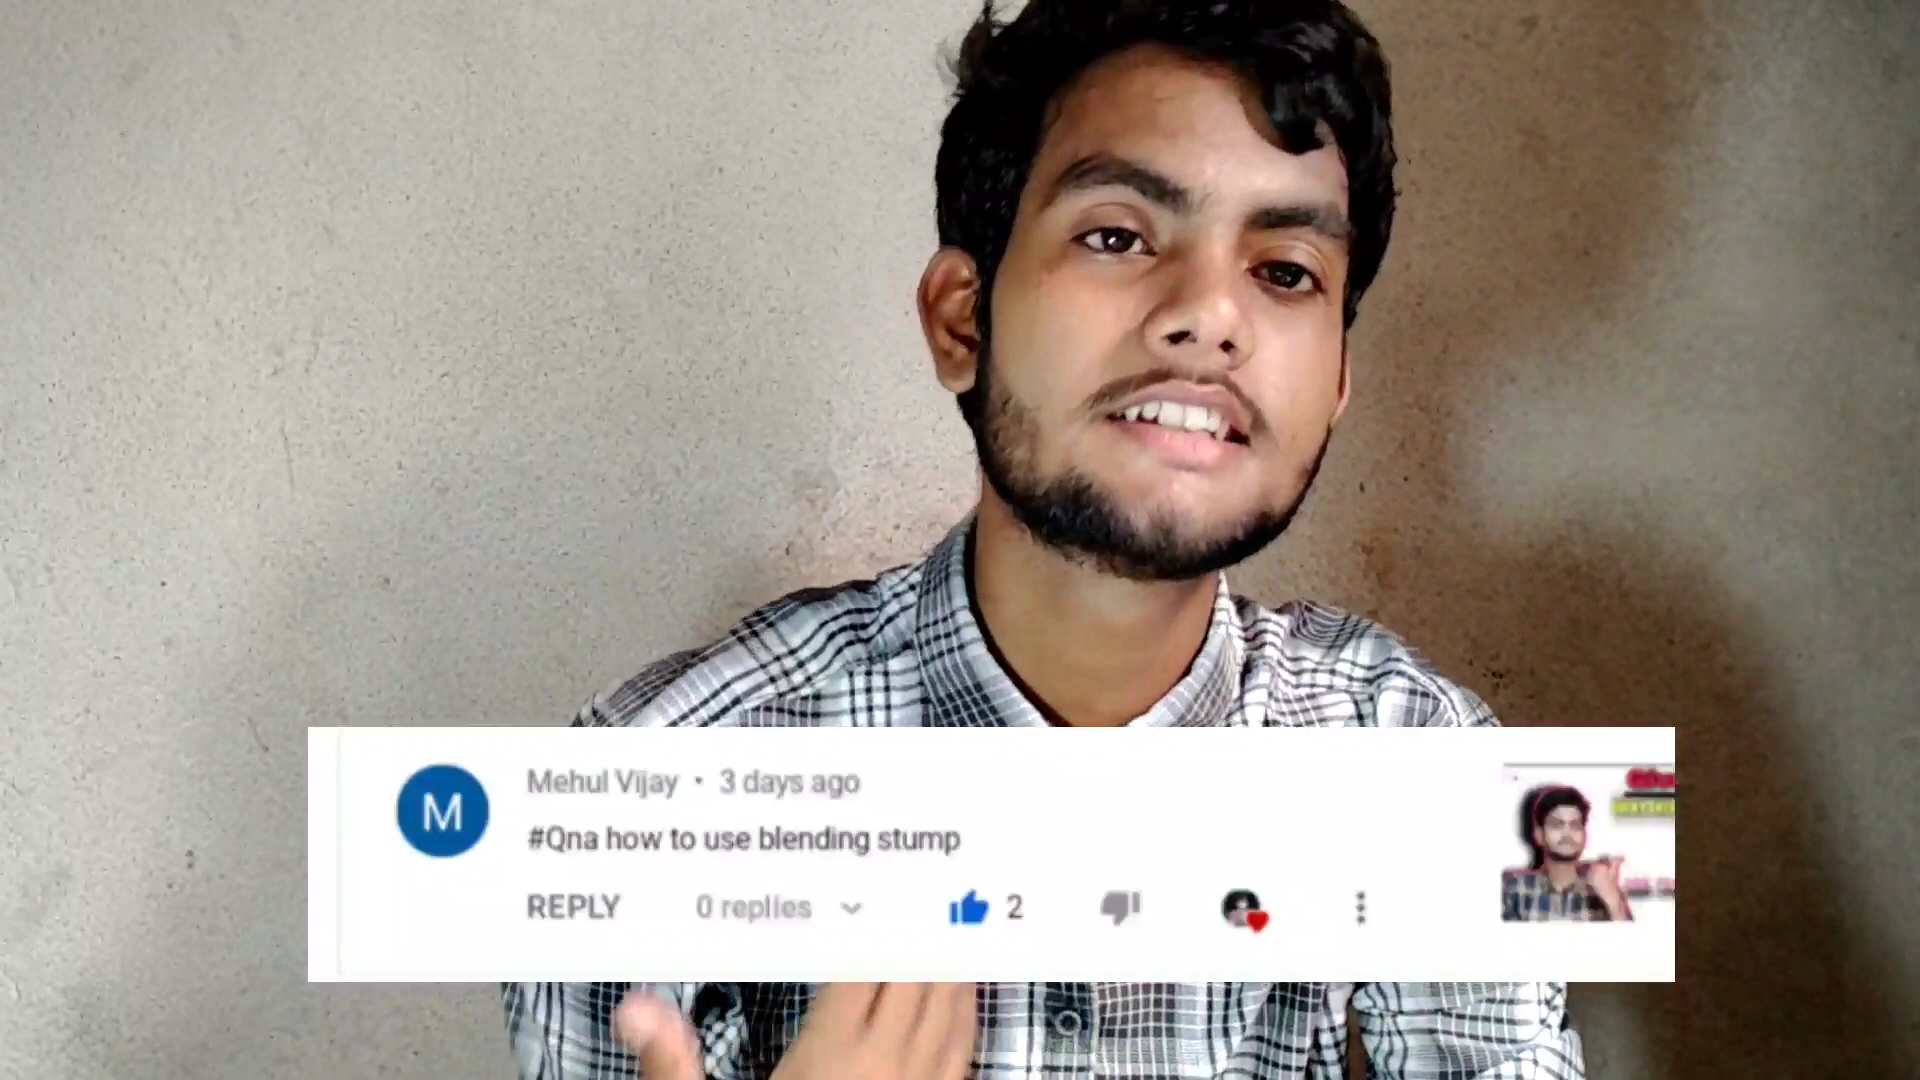 M
Mehul Vijay • 3 days ago
#Qna how to use blending stump
REPLY 0 replies 2